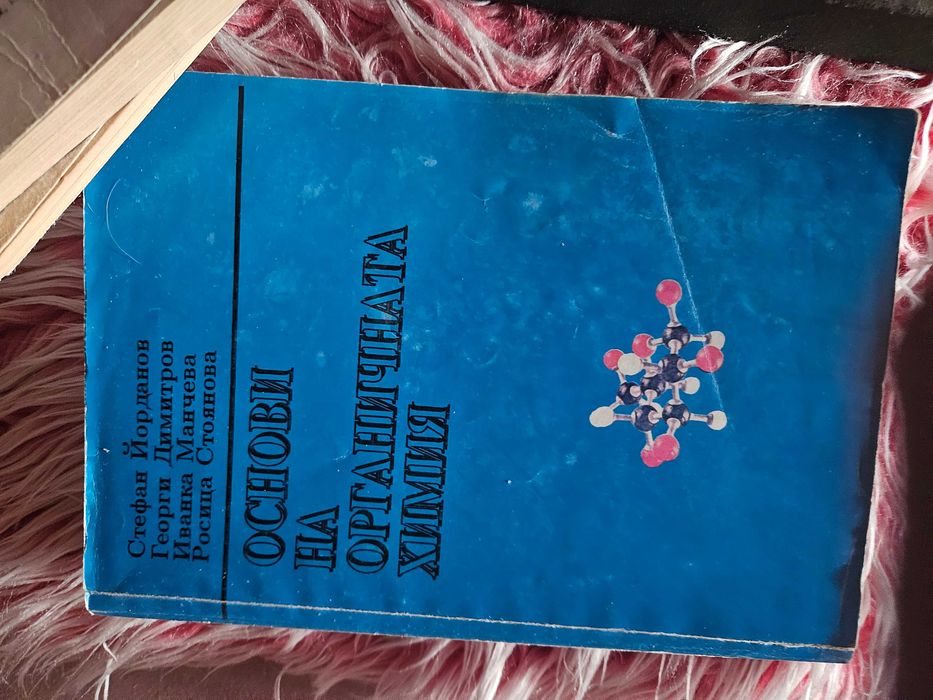 Стефан Йорданов
Георги Димитров
Иванка Манчева
Росица Стоянова
ОСНОВИ
НА
ОРГАНИЧНАТА
ХИМИЯ